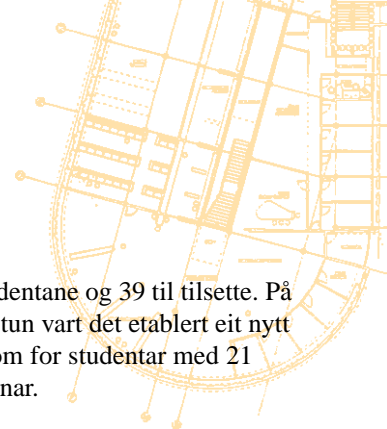 dentane og 39 til tilsette. På
tun vart det etablert eit nytt
om for studentar med 21
nar.